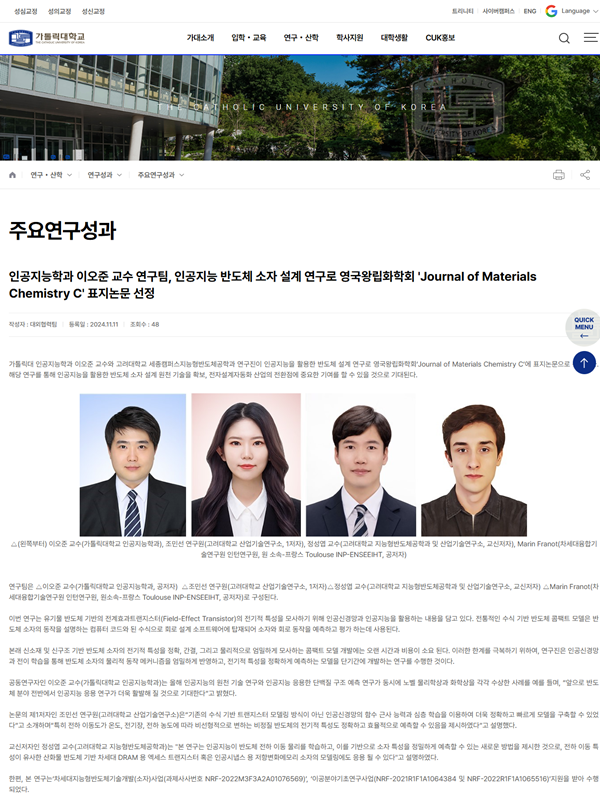 성심교정 성의교정 성신교정 트리니티 사이버캠퍼스 ENG Language
가톨릭대학교 가대소개 입학・교육 연구・산학 학사지원 대학생활 CUK홍보
THE CATHOLIC UNIVERSITY OF KOREA
THE CATHOLIC UNIVERSITY OF KOREA
연구・산학 연구성과 주요연구성과
주요연구성과
인공지능학과 이오준 교수 연구팀, 인공지능 반도체 소자 설계 연구로 영국왕립화학회 'Journal of Materials
Chemistry C' 표지논문 선정
QUICK
MENU
작성자 : 대외협력팀 등록일 : 2024.11.11 조회수 : 48
가톨릭대 인공지능학과 이오준 교수와 고려대학교 세종캠퍼스지능형반도체공학과 연구진이 인공지능을 활용한 반도체 설계 연구로 영국왕립화학회'Journal of Materials Chemistry C'에 표지논문으로
해당 연구를 통해 인공지능을 활용한 반도체 소자 설계 원천 기술을 확보, 전자설계자동화 산업의 전환점에 중요한 기여를 할 수 있을 것으로 기대된다.
△(왼쪽부터) 이오준 교수(가톨릭대학교 인공지능학과), 조민선 연구원(고려대학교 산업기술연구소, 1저자), 정상엽 교수(고려대학교 지능형반도체공학과 및 산업기술연구소, 교신저자), Marin Franot(차세대융합기
술연구원 인턴연구원, 원 소속-프랑스 Toulouse INP-ENSEEIHT, 공저자)
연구팀은 △이오준 교수(가톨릭대학교 인공지능학과, 공저자) △조민선 연구원(고려대학교 산업기술연구소, 1저자)△정상엽 교수(고려대학교 지능형반도체공학과 및 산업기술연구소, 교신저자) △Marin Franot(차
세대융합기술연구원 인턴연구원, 원소속-프랑스 Toulouse INP-ENSEEIHT, 공저자)로 구성된다.
이번 연구는 유기물 반도체 기반의 전계효과트랜지스터(Field-Effect Transistor)의 전기적 특성을 모사하기 위해 인공신경망과 인공지능을 활용하는 내용을 담고 있다. 전통적인 수식 기반 반도체 콤팩트 모델은 반
도체 소자의 동작을 설명하는 컴퓨터 코드와 된 수식으로 회로 설계 소프트웨어에 탑재되어 소자와 회로 동작을 예측하고 평가 하는데 사용된다.
본래 신소재 및 신구조 기반 반도체 소자의 전기적 특성을 정확, 간결, 그리고 물리적으로 엄밀하게 모사하는 콤팩트 모델 개발에는 오랜 시간과 비용이 소요 된다. 이러한 한계를 극복하기 위하여, 연구진은 인공신경망
과 전이 학습을 통해 반도체 소자의 물리적 동작 메커니즘을 엄밀하게 반영하고, 전기적 특성을 정확하게 예측하는 모델을 단기간에 개발하는 연구를 수행한 것이다.
공동연구자인 이오준 교수(가톨릭대학교 인공지능학과)는 올해 인공지능의 원천 기술 연구와 인공지능 응용한 단백질 구조 예측 연구가 동시에 노벨 물리학상과 화학상을 각각 수상한 사례를 예를 들며, "앞으로 반도
체 분야 전반에서 인공지능 응용 연구가 더욱 활발해 질 것으로 기대한다"고 밝혔다.
논문의 제1저자인 조민선 연구원(고려대학교 산업기술연구소)은"기존의 수식 기반 트랜지스터 모델링 방식이 아닌 인공신경망의 함수 근사 능력과 심층 학습을 이용하여 더욱 정확하고 빠르게 모델을 구축할 수 있었
다"고 소개하며"특히 전하 이동도가 온도, 전기장, 전하 농도에 따라 비선형적으로 변하는 비정질 반도체의 전기적 특성도 정확하고 효율적으로 예측할 수 있음을 제시하였다"고 설명했다.
교신저자인 정상엽 교수(고려대학교 지능형반도체공학과)는 "본 연구는 인공지능이 반도체 전하 이동 물리를 학습하고, 이를 기반으로 소자 특성을 정밀하게 예측할 수 있는 새로운 방법을 제시한 것으로, 전하 이동 특
성이 유사한 산화물 반도체 기반 차세대 DRAM 용 엑세스 트랜지스터 혹은 인공시냅스 용 저항변화메모리 소자의 모델링에도 응용 될 수 있다"고 설명하였다.
한편, 본 연구는'차세대지능형반도체기술개발(소자)사업(과제사사번호 NRF-2022M3F3A2A01076569)', '이공분야기초연구사업(NRF-2021R1F1A1064384 및 NRF-2022R1F1A1065516)'지원을 받아 수행
되었다.